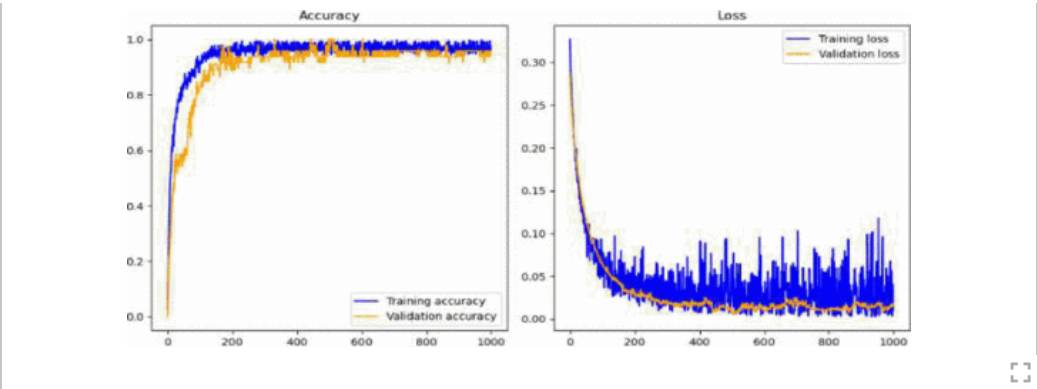 Accuracy
1.0
0.8
0.6
0.4
0.2
0.0
Training accuracy
Validation accuracy
0 200 400 600 800 1000
Loss
0.30
0.25
0.20
0.15
0.10
0.05
0.00
Training loss
Validation loss
0 200 400 600 800 1000